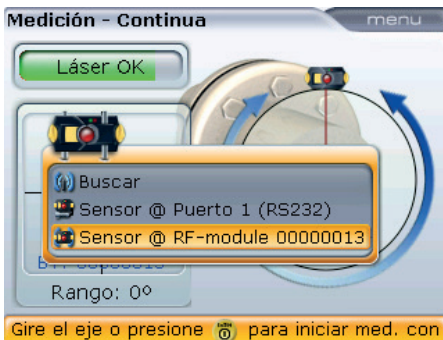 Medición - Continua
menu
Láser OK
Buscar
Sensor @ Puerto 1 (RS232)
Sensor @ RF-module 00000013
Rango: 0º
Gire el eje o presione para iniciar med. con